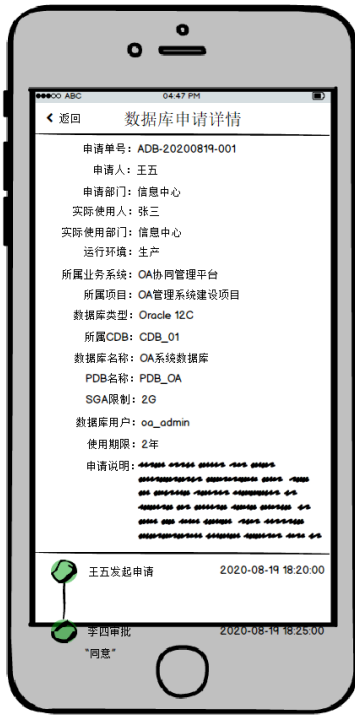 ABC 04:47 PM
返回 数据库申请详情
申请单号：ADB-20200819-001
申请人：王五
申请部门：信息中心
实际使用人：张三
实际使用部门：信息中心
运行环境：生产
所属业务系统：OA协同管理平台
所属项目：OA管理系统建设项目
数据库类型：Oracle 12C
所属CDB：CDB_01
数据库名称：OA系统数据库
PDB名称：PDB_OA
SGA限制：2G
数据库用户：oa_admin
使用期限：2年
申请说明：
王五发起申请 2020-08-19 18:20:00
李四审批 2020-08-19 18:25:00
“同意”